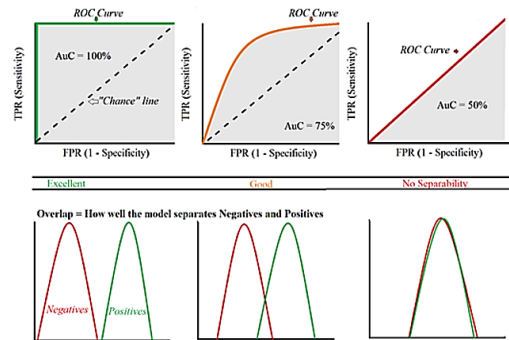 ROC Curve
AuC = 100%
"Chance" line
TPR (Sensitivity)
FPR (1 - Specificity)
ROC Curve
AuC = 75%
TPR (Sensitivity)
FPR (1 - Specificity)
ROC Curve
AuC = 50%
TPR (Sensitivity)
FPR (1 - Specificity)
Excellent
Good
No Separability
Overlap = How well the model separates Negatives and Positives
Negatives
Positives